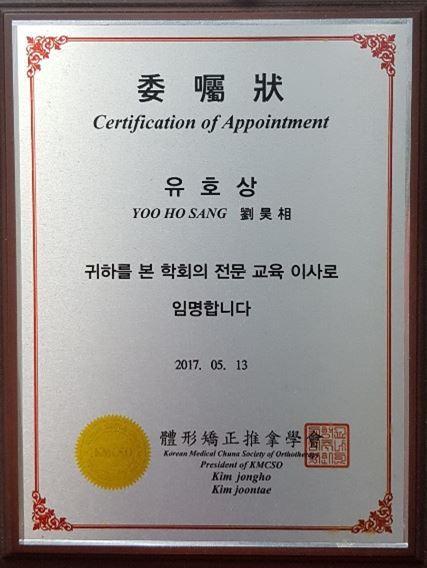 委囑狀
Certification of Appointment
유호상
YOO HO SANG 劉昊相
귀하를 본 학회의 전문 교육 이사로
임명합니다
2017. 05. 13
體形矯正推拿學會
Korean Medical Chuna Society of Orthotherapy
KMCSO
President of KMCSO
Kim jongho
Kim joontae